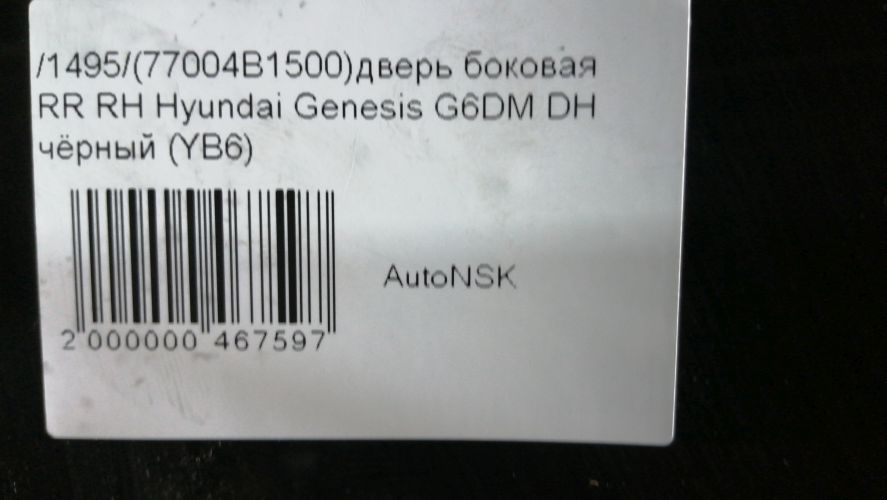 /1495/(77004B1500)дверь боковая
RR RH Hyundai Genesis G6DM DH
чёрный (YB6)
AutoNSK
2 000000 467597